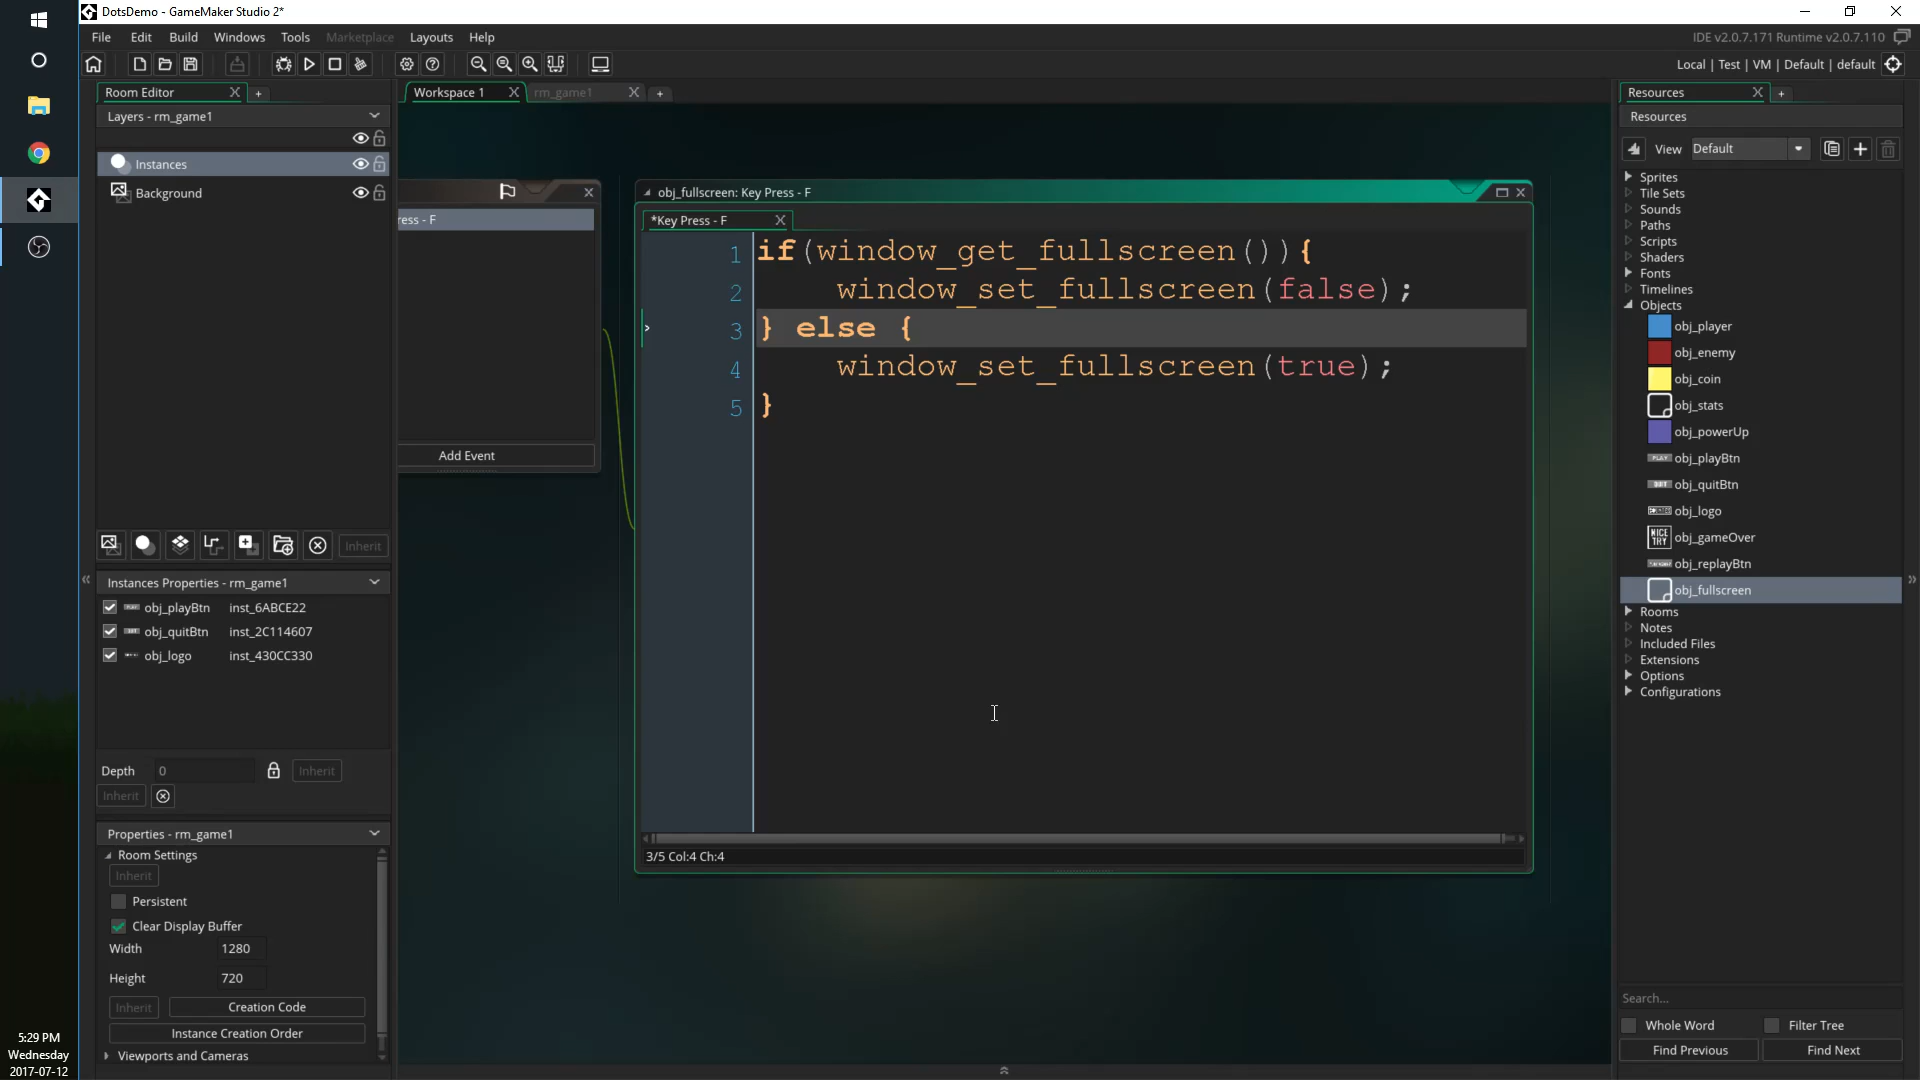 DotsDemo - GameMaker Studio 2*
File Edit Build Windows Tools Marketplace Layouts Help
IDE v2.0.7.171 Runtime v2.0.7.110
Local | Test | VM | Default | default
Room Editor
Layers - rm_game1
Instances
Background
Inherit
Instances Properties - rm_game1
obj_playBtn inst_6ABCE22
obj_quitBtn inst_2C114607
obj_logo inst_430CC330
Depth 0 Inherit
Inherit
Properties - rm_game1
Room Settings
Inherit
Persistent
Clear Display Buffer
Width 1280
Height 720
Inherit Creation Code
Instance Creation Order
Viewports and Cameras
Workspace 1 rm_game1
ress - F
Add Event
obj_fullscreen: Key Press - F
*Key Press - F
1 if(window_get_fullscreen()){
2 window_set_fullscreen(false);
3 } else {
4 window_set_fullscreen(true);
5 }
3/5 Col:4 Ch:4
Resources
Resources
View Default
Sprites
Tile Sets
Sounds
Paths
Scripts
Shaders
Fonts
Timelines
Objects
obj_player
obj_enemy
obj_coin
obj_stats
obj_powerUp
PLAY obj_playBtn
QUIT obj_quitBtn
obj_logo
NICE TRY obj_gameOver
obj_replayBtn
obj_fullscreen
Rooms
Notes
Included Files
Extensions
Options
Configurations
Search...
Whole Word Filter Tree
Find Previous Find Next
5:29 PM
Wednesday
2017-07-12